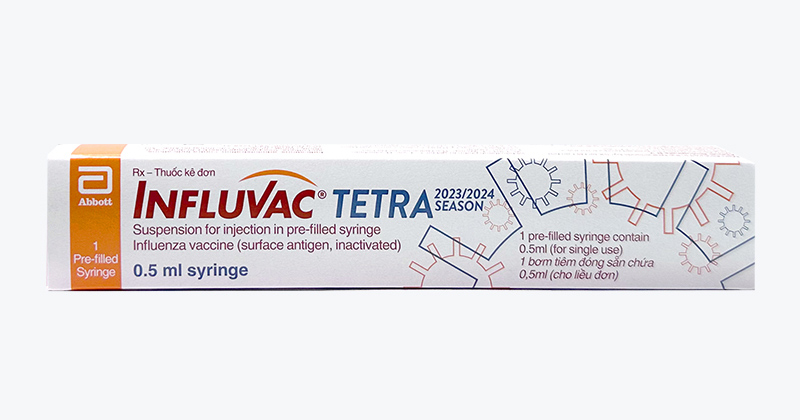 Abbott
1
Pre-filled
Syringe
Rx – Thuốc kê đơn
INFLUVAC® TETRA 2023/2024 SEASON
Suspension for injection in pre-filled syringe
Influenza vaccine (surface antigen, inactivated)
0.5 ml syringe
1 pre-filled syringe contain
0.5ml (for single use)
1 bơm tiêm đóng sẵn chứa
0,5ml (cho liều đơn)